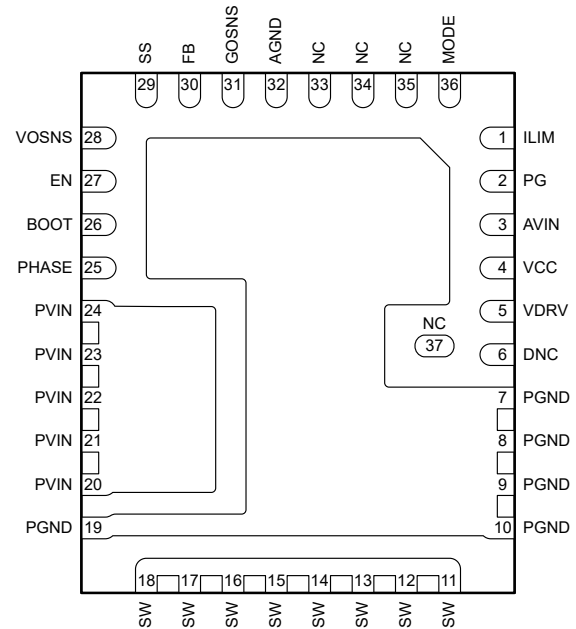 SS FB GOSNS AGND NC NC NC MODE
29 30 31 32 33 34 35 36
VOSNS 28 1 ILIM
EN 27 2 PG
BOOT 26 3 AVIN
PHASE 25 4 VCC
PVIN 24 5 VDRV
NC
PVIN 23 37 6 DNC
PVIN 22 7 PGND
PVIN 21 8 PGND
PVIN 20 9 PGND
PGND 19 10 PGND
18 17 16 15 14 13 12 11
SW SW SW SW SW SW SW SW